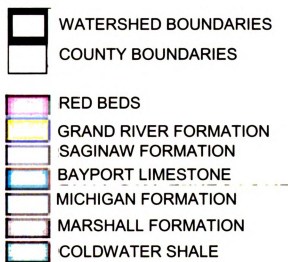 WATERSHED BOUNDARIES
COUNTY BOUNDARIES
RED BEDS
GRAND RIVER FORMATION
SAGINAW FORMATION
BAYPORT LIMESTONE
MICHIGAN FORMATION
MARSHALL FORMATION
COLDWATER SHALE